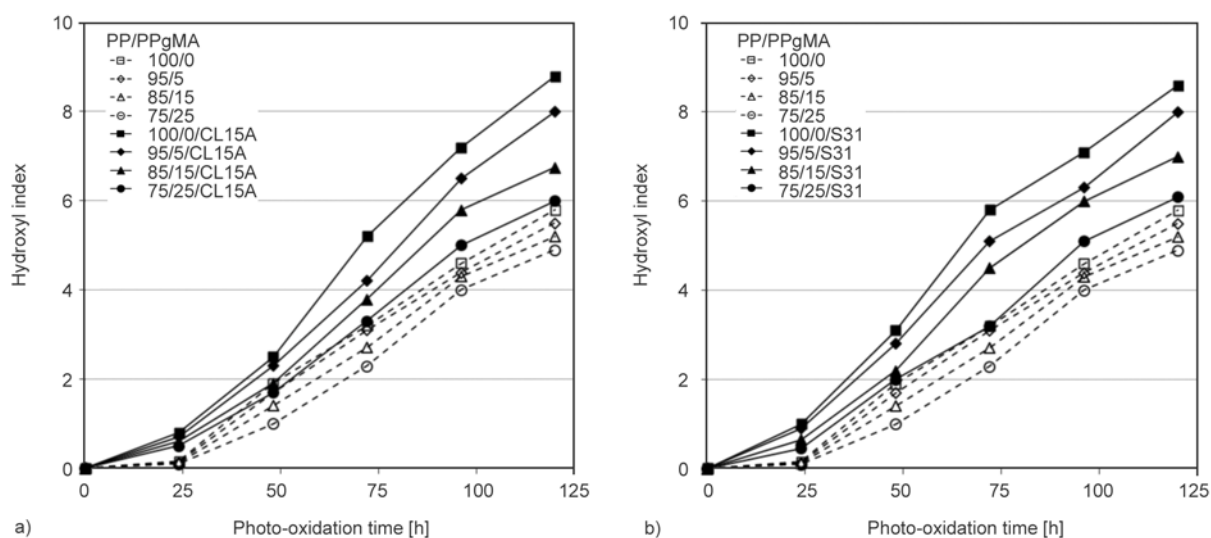 10
PP/PPgMA
100/0
95/5
85/15
75/25
100/0/CL15A
95/5/CL15A
85/15/CL15A
75/25/CL15A
8
6
4
2
0
Hydroxyl index
0
25
50
75
100
125
a)
Photo-oxidation time [h]
10
PP/PPgMA
100/0
95/5
85/15
75/25
100/0/S31
95/5/S31
85/15/S31
75/25/S31
8
6
4
2
0
Hydroxyl index
0
25
50
75
100
125
b)
Photo-oxidation time [h]